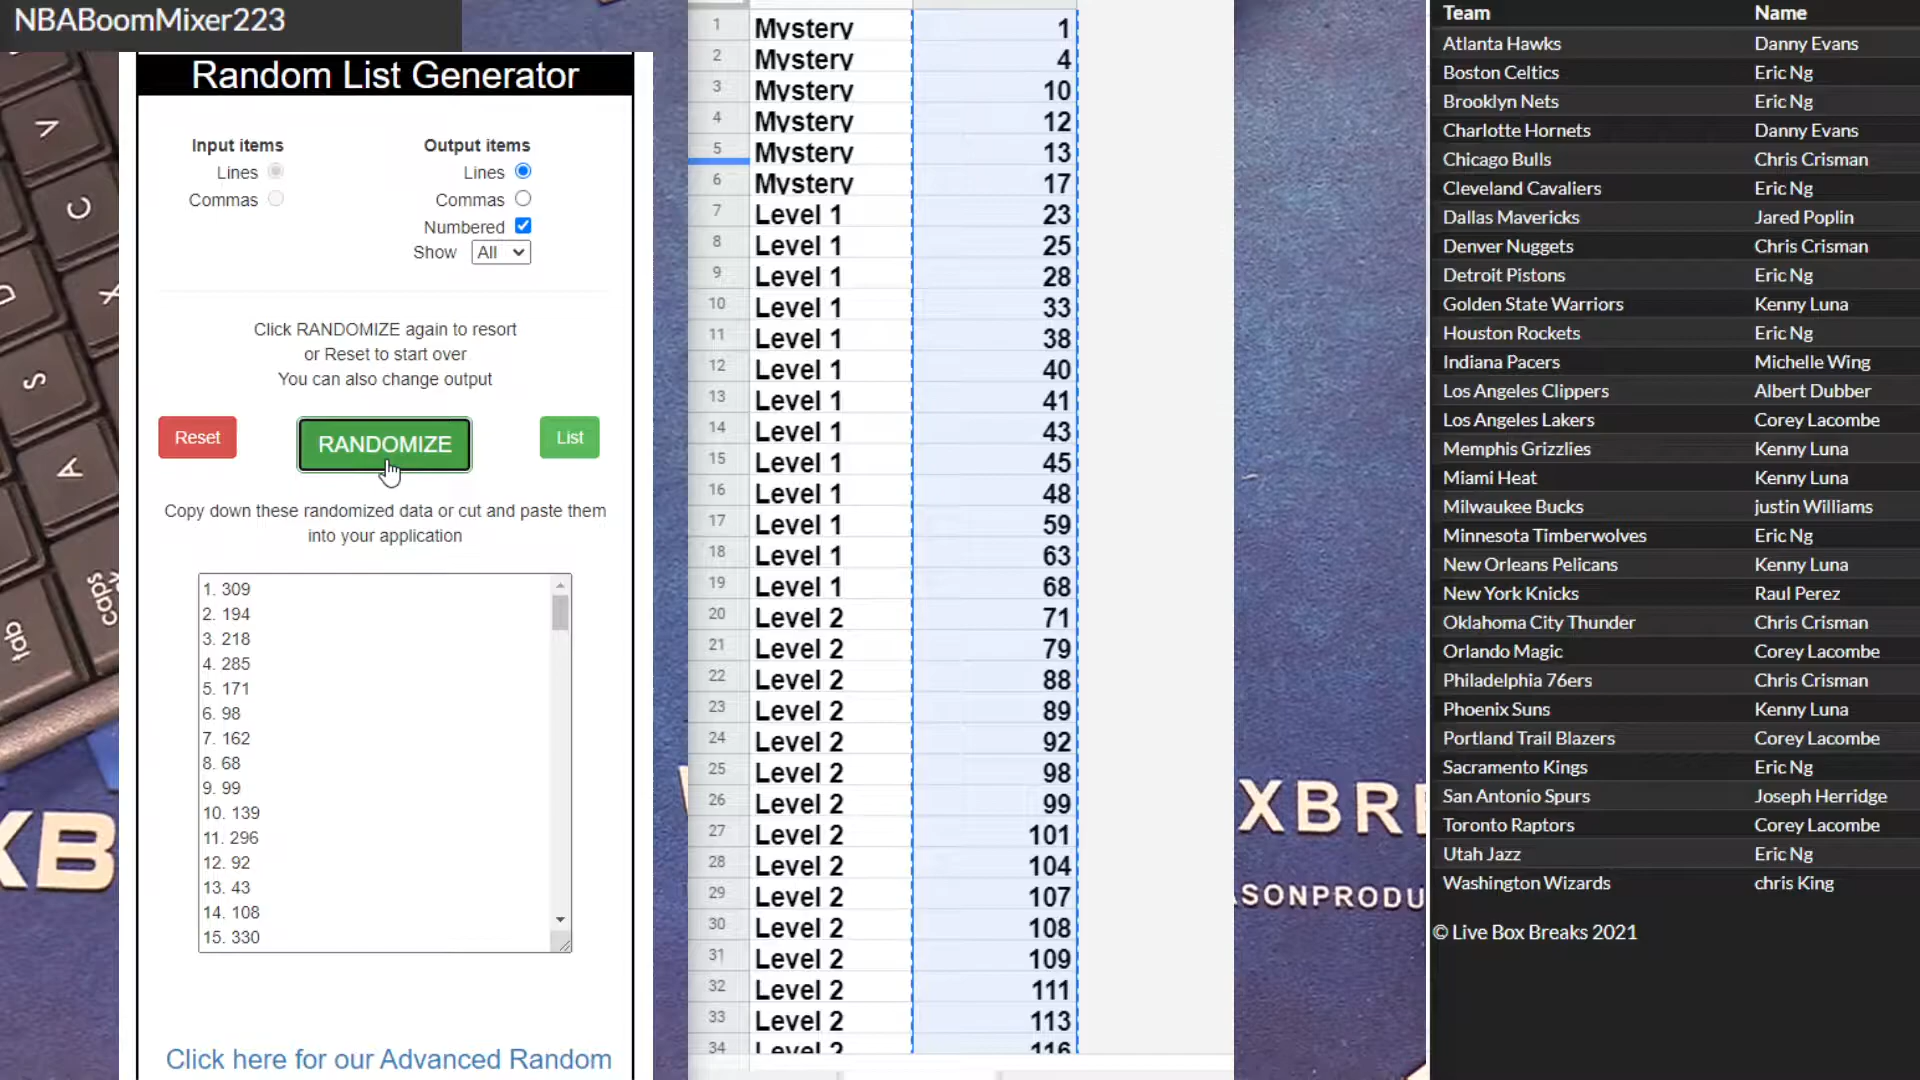 NBABoomMixer223
Random List Generator
Input items
Output items
Lines
Lines
Commas
Commas
Numbered
Show All
Click RANDOMIZE again to resort
or Reset to start over
You can also change output
Reset
RANDOMIZE
List
Copy down these randomized data or cut and paste them
into your application
1. 309
2. 194
3. 218
4. 285
5. 171
6. 98
7. 162
8. 68
9. 99
10. 139
11. 296
12. 92
13. 43
14. 108
15. 330
Click here for our Advanced Random
1 Mystery 1
2 Mystery 4
3 Mystery 10
4 Mystery 12
5 Mystery 13
6 Mystery 17
7 Level 1 23
8 Level 1 25
9 Level 1 28
10 Level 1 33
11 Level 1 38
12 Level 1 40
13 Level 1 41
14 Level 1 43
15 Level 1 45
16 Level 1 48
17 Level 1 59
18 Level 1 63
19 Level 1 68
20 Level 2 71
21 Level 2 79
22 Level 2 88
23 Level 2 89
24 Level 2 92
25 Level 2 98
26 Level 2 99
27 Level 2 101
28 Level 2 104
29 Level 2 107
30 Level 2 108
31 Level 2 109
32 Level 2 111
33 Level 2 113
34 Level 2 116
Team Name
Atlanta Hawks Danny Evans
Boston Celtics Eric Ng
Brooklyn Nets Eric Ng
Charlotte Hornets Danny Evans
Chicago Bulls Chris Crisman
Cleveland Cavaliers Eric Ng
Dallas Mavericks Jared Poplin
Denver Nuggets Chris Crisman
Detroit Pistons Eric Ng
Golden State Warriors Kenny Luna
Houston Rockets Eric Ng
Indiana Pacers Michelle Wing
Los Angeles Clippers Albert Dubber
Los Angeles Lakers Corey Lacombe
Memphis Grizzlies Kenny Luna
Miami Heat Kenny Luna
Milwaukee Bucks justin Williams
Minnesota Timberwolves Eric Ng
New Orleans Pelicans Kenny Luna
New York Knicks Raul Perez
Oklahoma City Thunder Chris Crisman
Orlando Magic Corey Lacombe
Philadelphia 76ers Chris Crisman
Phoenix Suns Kenny Luna
Portland Trail Blazers Corey Lacombe
Sacramento Kings Eric Ng
San Antonio Spurs Joseph Herridge
Toronto Raptors Corey Lacombe
Utah Jazz Eric Ng
Washington Wizards chris King
© Live Box Breaks 2021
V
C
D
X
S
A
caps
tab
XB
XBRE
ASONPRODU